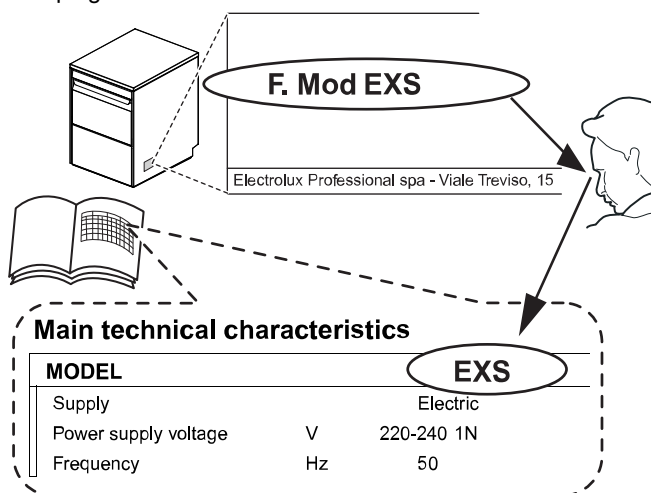 F. Mod EXS
Electrolux Professional spa - Viale Treviso, 15
Main technical characteristics
MODEL EXS
Supply Electric
Power supply voltage V 220-240 1N
Frequency Hz 50